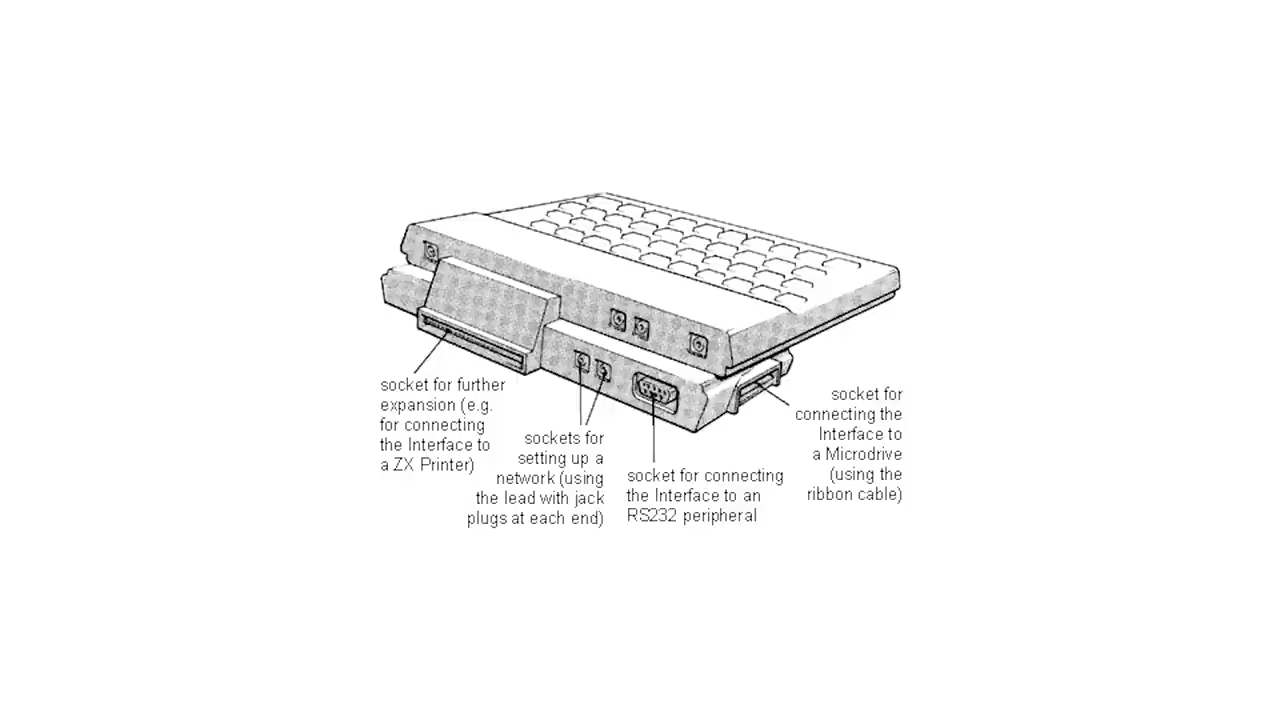 socket for further
expansion (e.g.
for connecting
the Interface to
a ZX Printer)
sockets for
setting up a
network (using
the lead with jack
plugs at each end)
socket for connecting
the Interface to an
RS232 peripheral
socket for
connecting the
Interface to
a Microdrive
(using the
ribbon cable)